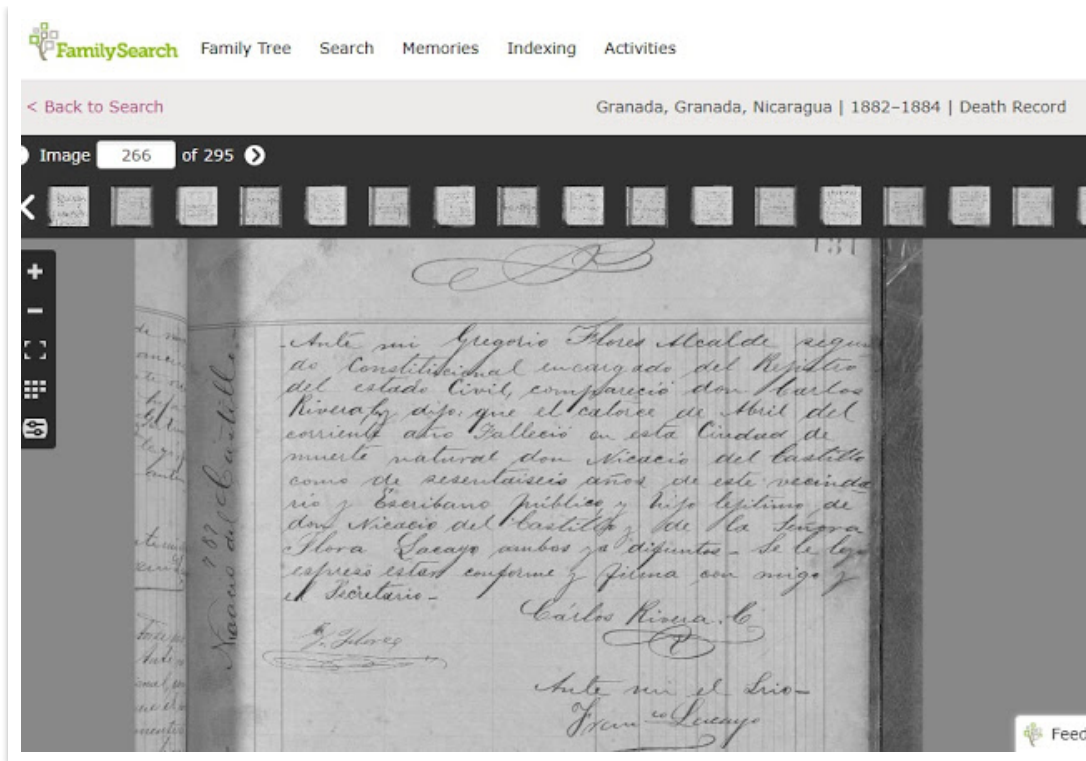 FamilySearch Family Tree Search Memories Indexing Activities
< Back to Search Granada, Granada, Nicaragua | 1882–1884 | Death Record
Image 266 of 295
Nicacio del Castillo
Ante mi Gregorio Flores Alcalde segun
do Constitucional encargado del Rejistro
del estado Civil, compareció don Carlos
Rivera y dijo: que el catorce de Abril del
corriente año Falleció en esta Ciudad de
muerte natural don Nicacio del Castillo
como de sesentaiseis años de este vecinda
rio y Escribano público y hijo lejitimo de
don Nicacio del Castillo y de la Señora
Flora Lacayo ambos ya difuntos - Se le leyo
espresó estar conforme y firma con migo y
el Secretario -
Cárlos Rivera. C
G. Flores
Ante mi el Srio -
Franco Lacayo
Feed